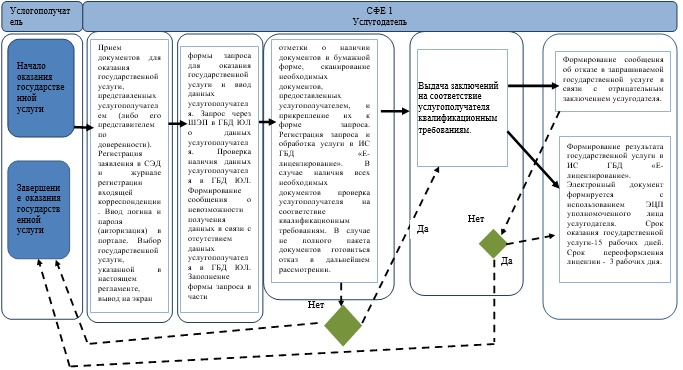 Услогополучат
ель
СФЕ 1
Услугодатель
Начало
оказания
государстве
нной
услуги
Завершени
е оказания
государств
енной
услуги
Прием
документов для
оказания
государственной
услуги,
представленных
услугополучател
ем (либо его
представителем
по
доверенности).
Регистрация
заявления в СЭД
и журнале
регистрации
входящей
корреспонденции
. Ввод логина и
пароля
(авторизация) в
портале. Выбор
государственной
услуги,
указанной в
настоящем
регламенте,
вывод на экран
формы запроса
для оказания
государственной
услуги и ввод
данных
услугополучател
я. Запрос через
ШЭП в ГБД ЮЛ
о данных
услугополучател
я. Проверка
наличия данных
услугополучател
я в ГБД ЮЛ.
Формирование
сообщения о
невозможности
получения
данных в связи с
отсутствием
данных
услугополучател
я в ГБД ЮЛ.
Заполнение
формы запроса в
части
отметки о наличии
документов в бумажной
форме, сканирование
необходимых
документов,
предоставленных
услугополучателем, и
прикрепление их к
форме запроса.
Регистрация запроса и
обработка услуги в ИС
ГБД «Е-
лицензирование». В
случае наличия всех
необходимых
документов проверка
услугополучателя на
соответствие
квалификационным
требованиям. В случае
не полного пакета
документов готовиться
отказ в дальнейшем
рассмотрении.
Нет
Выдача заключений
на соответствие
услугополучателя
квалификационным
требованиям.
Да
Нет
Да
Формирование сообщения
об отказе в запрашиваемой
государственной услуге в
связи с отрицательным
заключением услугодателя.
Формирование результата
государственной услуги в
ИС ГБД «Е-
лицензирование».
Электронный документ
формируется с
использованием ЭЦП
уполномоченного лица
услугодателя. Срок
оказания государственной
услуги-15 рабочих дней.
Срок переоформления
лицензии - 3 рабочих дня.